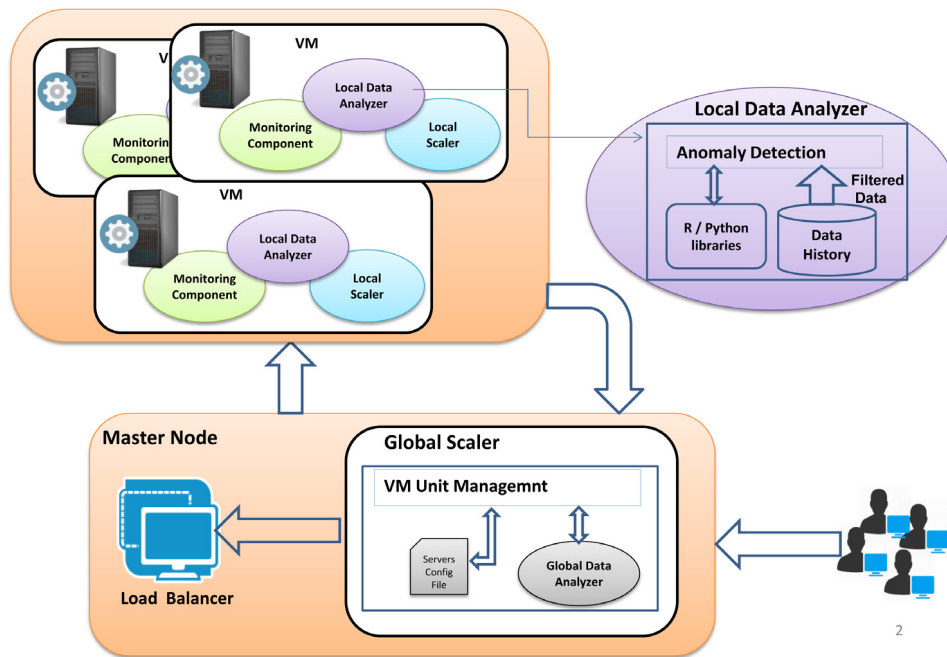 VM
V
Local Data
Analyzer
Monitoring
Component
Local
Scaler
Monitoring
Component
VM
Local Data
Analyzer
Monitoring
Component
Local
Scaler
Local Data Analyzer
Anomaly Detection
Filtered
Data
R / Python
libraries
Data
History
Master Node
Load Balancer
Global Scaler
VM Unit Managemnt
Servers
Config
File
Global Data
Analyzer
2